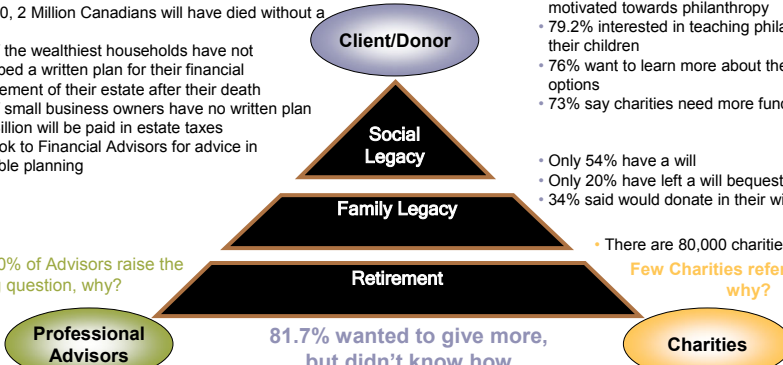 0, 2 Million Canadians will have died without a
the wealthiest households have not
ped a written plan for their financial
ement of their estate after their death
small business owners have no written plan
illion will be paid in estate taxes
ok to Financial Advisors for advice in
ble planning
Client/Donor
motivated towards philanthropy
• 79.2% interested in teaching
their children
• 76% want to learn more about
options
• 73% say charities need more
• Only 54% have a will
• Only 20% have left a will bequest
• 34% said would donate in their
• There are 80,000 charities
Social
Legacy
Family Legacy
Retirement
0% of Advisors raise the
question, why?
Few Charities
why?
Professional
Advisors
81.7% wanted to give more,
but didn't know how
Charities